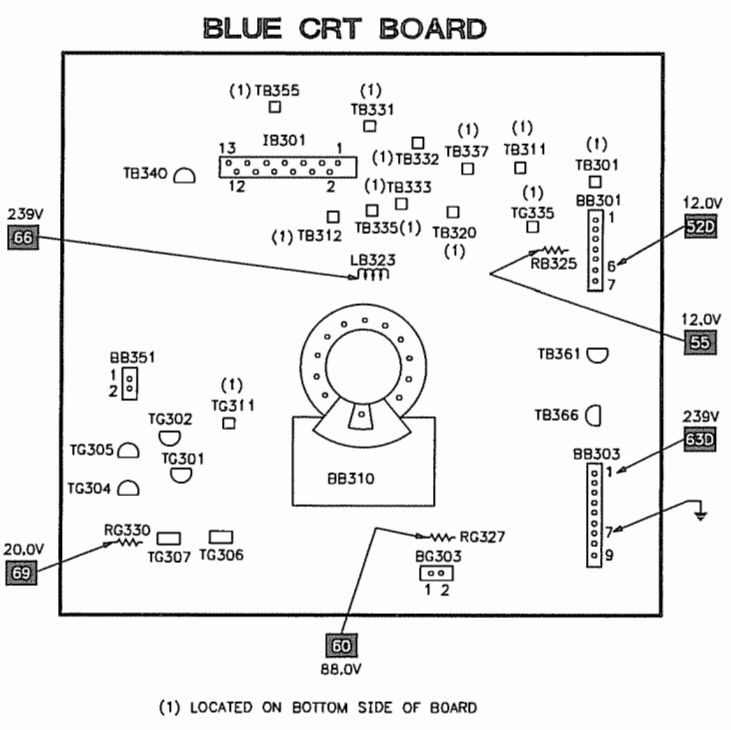 BLUE CRT BOARD
(1) TB355
(1)
TB331
13 IB301 1
12 2
(1) TB332
(1)
TB337
(1)
TB311
(1)
TB301
TB340
(1) TB333
(1) TB312
TB335 (1)
TB320
(1)
(1)
TG335
BB301
1
6
7
239V
66
12.0V
52D
LB323
RB325
12.0V
55
BB351
1
2
TB361
(1)
TG311
TG302
TB366
239V
63D
TG305
TG301
BB303
1
7
9
TG304
BB310
RG330
TG307
TG306
RG327
BG303
1 2
20.0V
69
60
88.0V
(1) LOCATED ON BOTTOM SIDE OF BOARD